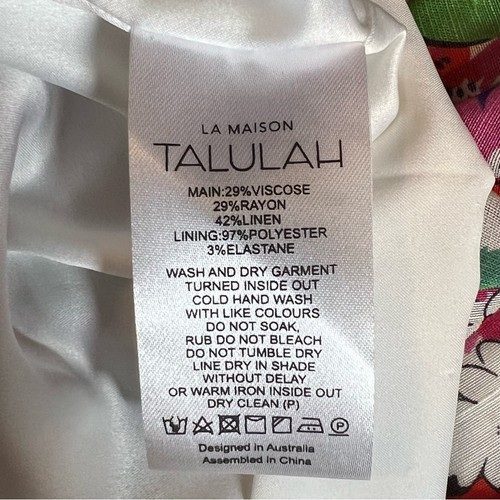 LA MAISON
TALULAH
MAIN:29%VISCOSE
29%RAYON
42%LINEN
LINING:97%POLYESTER
3%ELASTANE
WASH AND DRY GARMENT
TURNED INSIDE OUT
COLD HAND WASH
WITH LIKE COLOURS
DO NOT SOAK,
RUB DO NOT BLEACH
DO NOT TUMBLE DRY
LINE DRY IN SHADE
WITHOUT DELAY
OR WARM IRON INSIDE OUT
DRY CLEAN (P)
P
Designed in Australia
Assembled in China